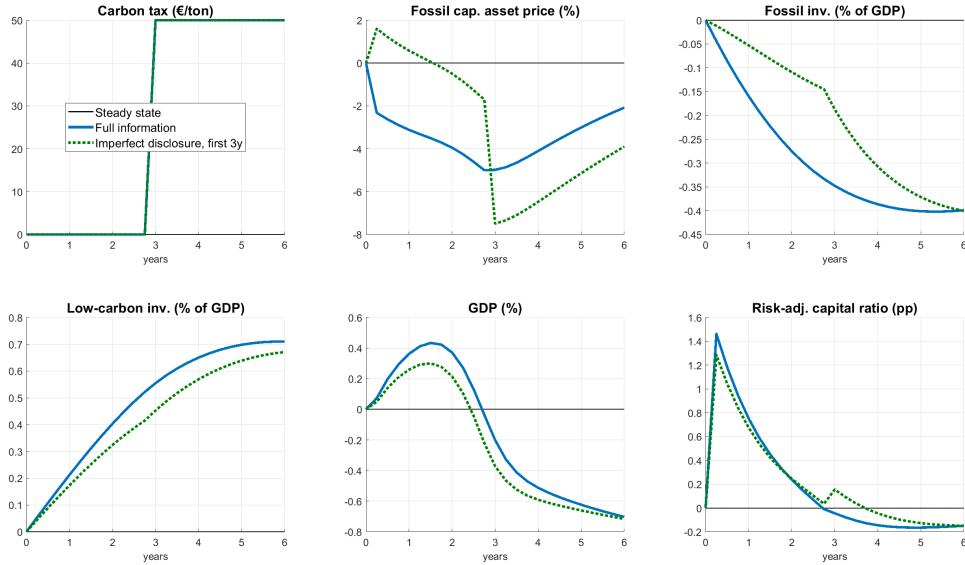 Carbon tax (€/ton)
60
50
40
30
20
10
0
0 1 2 3 4 5 6
years
Steady state
Full information
Imperfect disclosure, first 3y
Fossil cap. asset price (%)
2
0
-2
-4
-6
-8
0 1 2 3 4 5 6
years
Fossil inv. (% of GDP)
0
-0.05
-0.1
-0.15
-0.2
-0.25
-0.3
-0.35
-0.4
-0.45
0 1 2 3 4 5 6
years
Low-carbon inv. (% of GDP)
0.8
0.7
0.6
0.5
0.4
0.3
0.2
0.1
0
0 1 2 3 4 5 6
years
GDP (%)
0.6
0.4
0.2
0
-0.2
-0.4
-0.6
-0.8
0 1 2 3 4 5 6
years
Risk-adj. capital ratio (pp)
1.6
1.4
1.2
1
0.8
0.6
0.4
0.2
0
-0.2
0 1 2 3 4 5 6
years